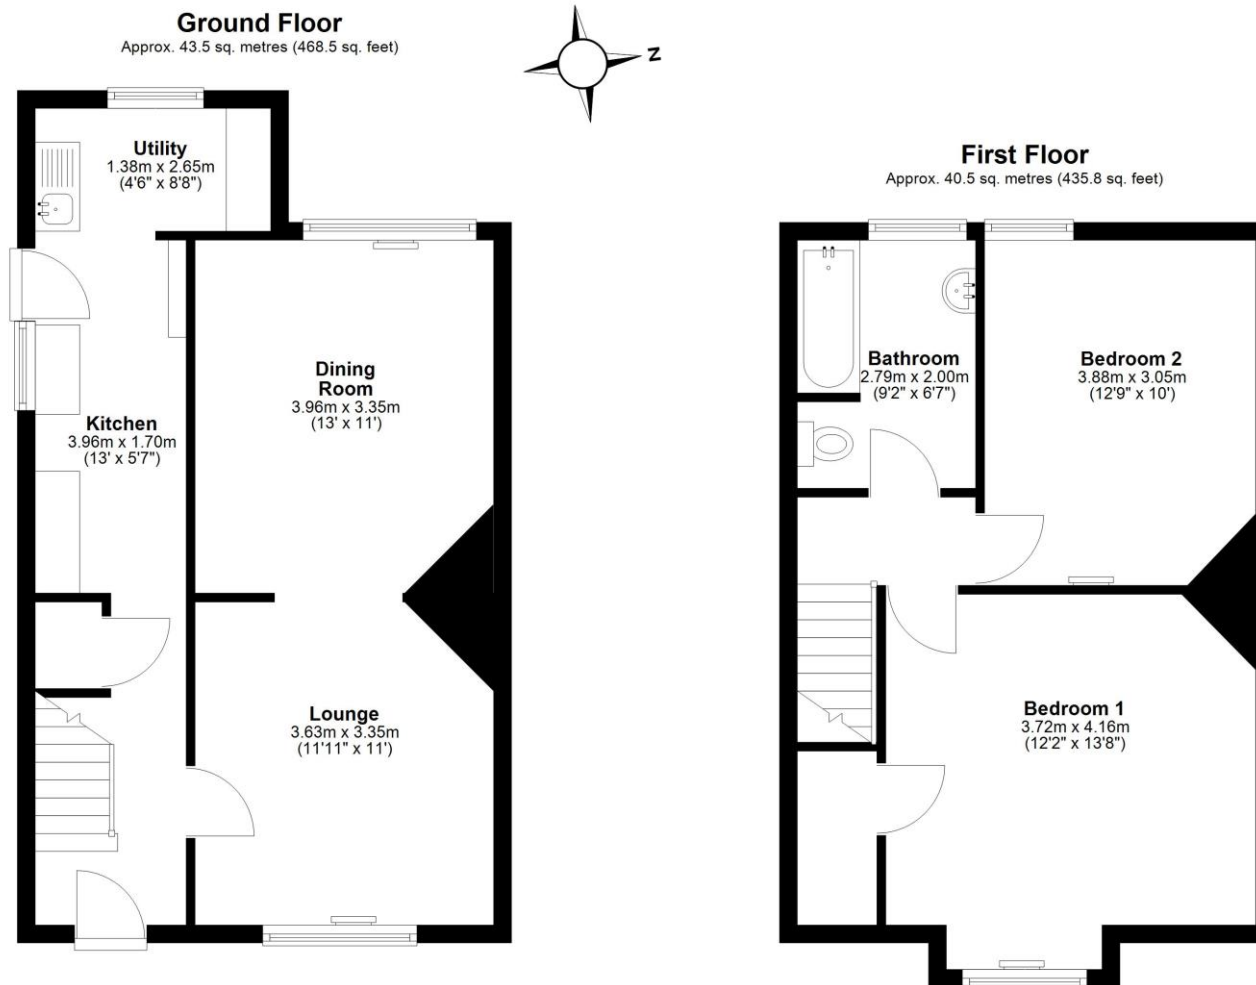 Ground Floor
Approx. 43.5 sq. metres (468.5 sq. feet)
N
First Floor
Approx. 40.5 sq. metres (435.8 sq. feet)
Utility
1.38m x 2.65m
(4'6" x 8'8")
Dining
Room
3.96m x 3.35m
(13' x 11')
Kitchen
3.96m x 1.70m
(13' x 5'7")
Lounge
3.63m x 3.35m
(11'11" x 11')
Bathroom
2.79m x 2.00m
(9'2" x 6'7")
Bedroom 2
3.88m x 3.05m
(12'9" x 10')
Bedroom 1
3.72m x 4.16m
(12'2" x 13'8")